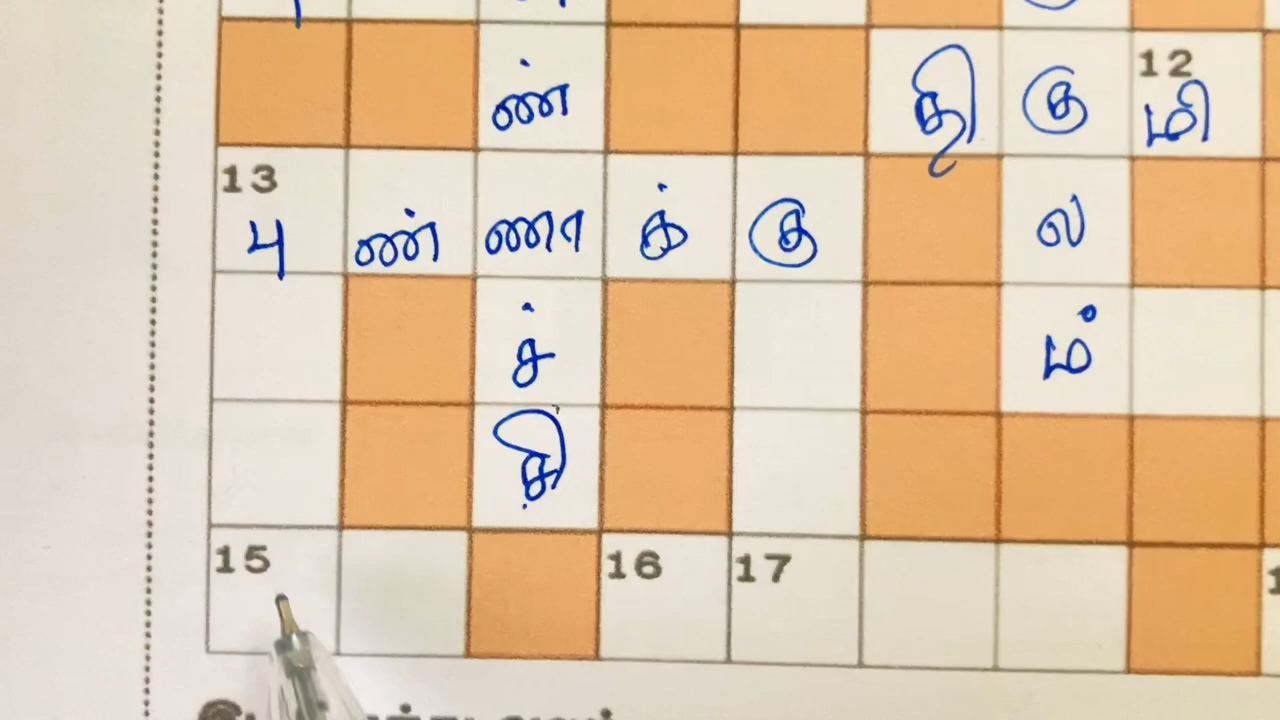 ண்
தி கு 12 மி
13 பு ண் ணா க் கு ல
ச் ம்
சி
15 16 17